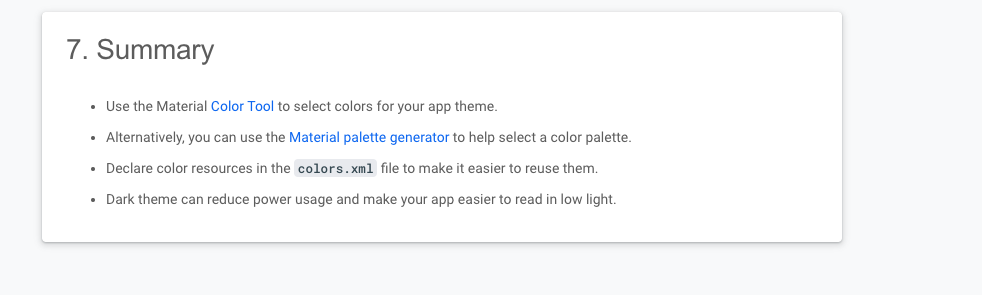 7. Summary
• Use the Material Color Tool to select colors for your app theme.
• Alternatively, you can use the Material palette generator to help select a color palette.
• Declare color resources in the colors.xml file to make it easier to reuse them.
• Dark theme can reduce power usage and make your app easier to read in low light.